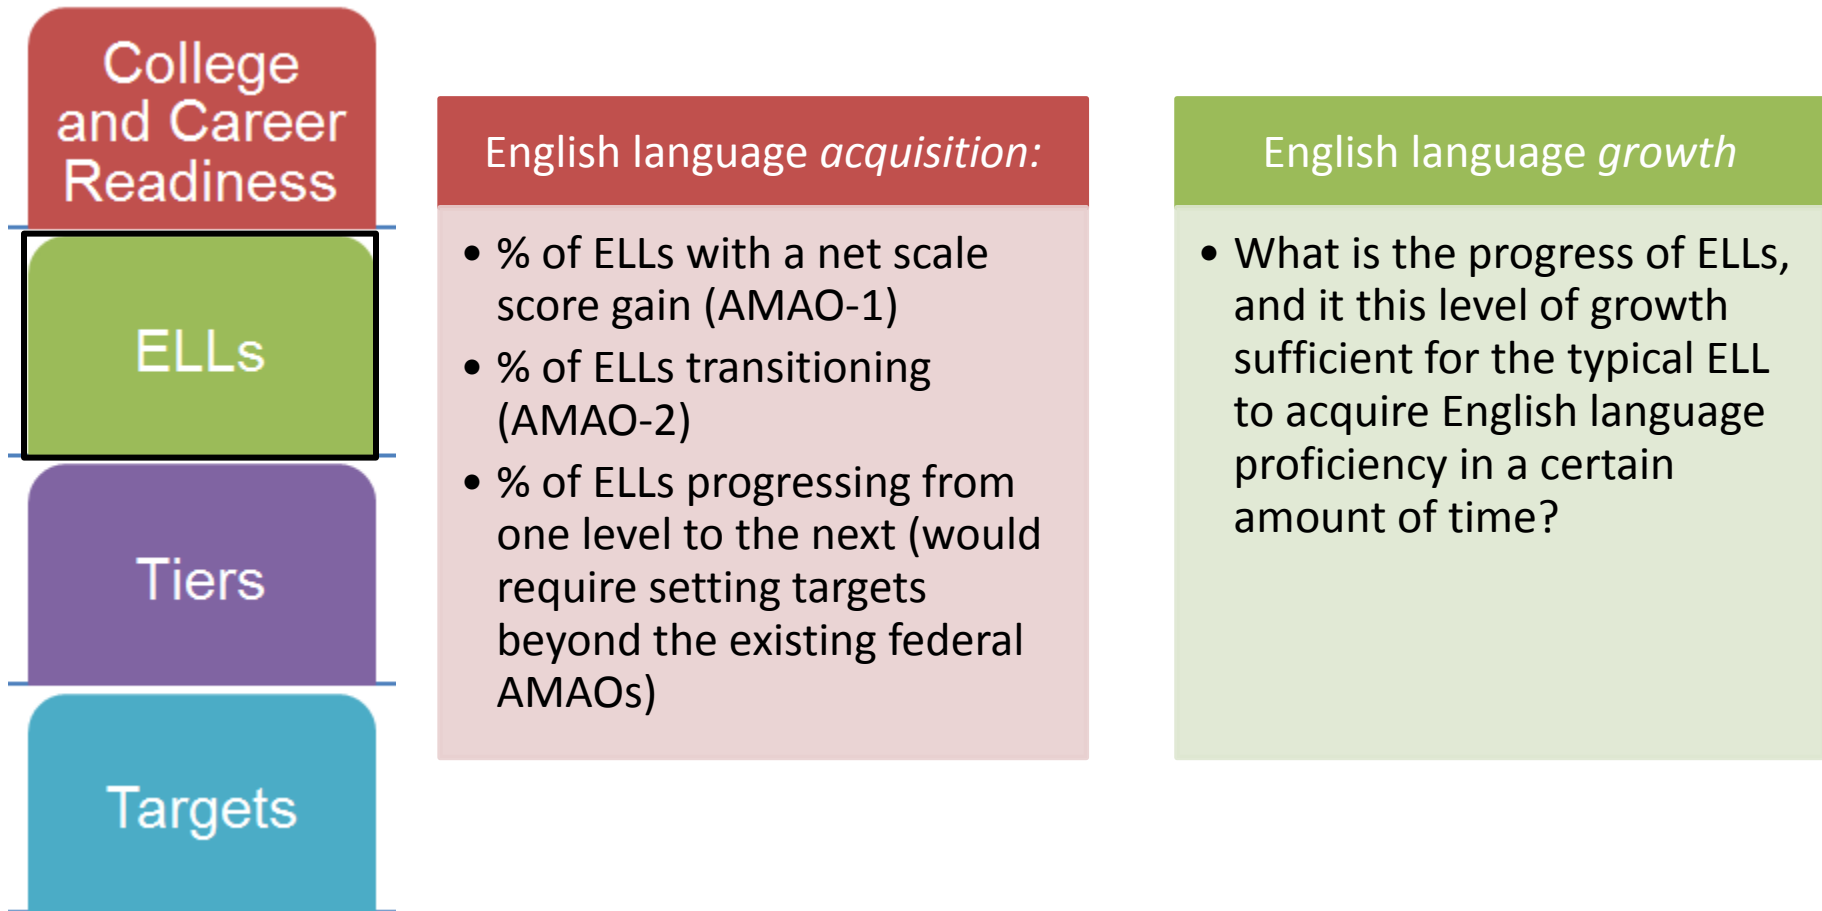 College
and Career
Readiness
ELLs
Tiers
Targets
English language acquisition:
• % of ELLs with a net scale
score gain (AMAO-1)
• % of ELLs transitioning
(AMAO-2)
• % of ELLs progressing from
one level to the next (would
require setting targets
beyond the existing federal
AMAOs)
English language growth
• What is the progress of ELLs,
and it this level of growth
sufficient for the typical ELL
to acquire English language
proficiency in a certain
amount of time?